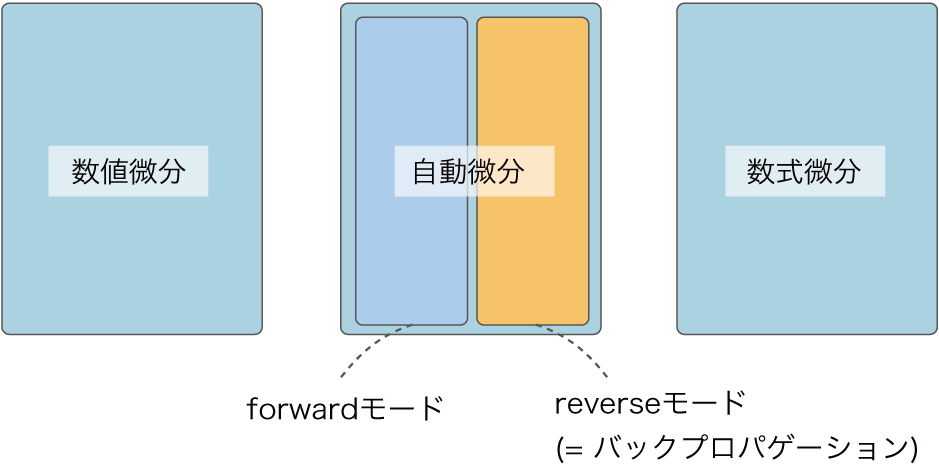 数値微分
自動微分
数式微分
forwardモード
reverseモード
(= バックプロパゲーション)